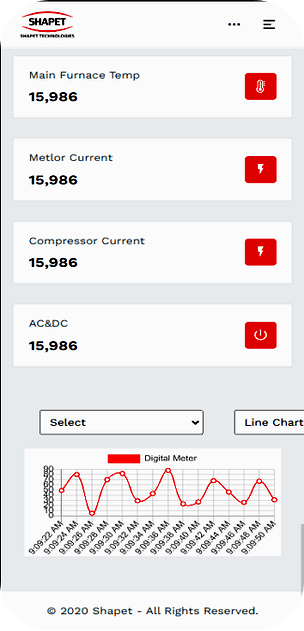 SHAPET
SHAPET TECHNOLOGIES
Main Furnace Temp
15,986
Metlor Current
15,986
Compressor Current
15,986
AC&DC
15,986
Select
Line Chart
Digital Meter
90
80
70
60
50
40
30
20
10
0
9:09:22 AM
9:09:24 AM
9:09:26 AM
9:09:28 AM
9:09:30 AM
9:09:32 AM
9:09:34 AM
9:09:36 AM
9:09:38 AM
9:09:40 AM
9:09:42 AM
9:09:44 AM
9:09:46 AM
9:09:48 AM
9:09:50 AM
© 2020 Shapet - All Rights Reserved.